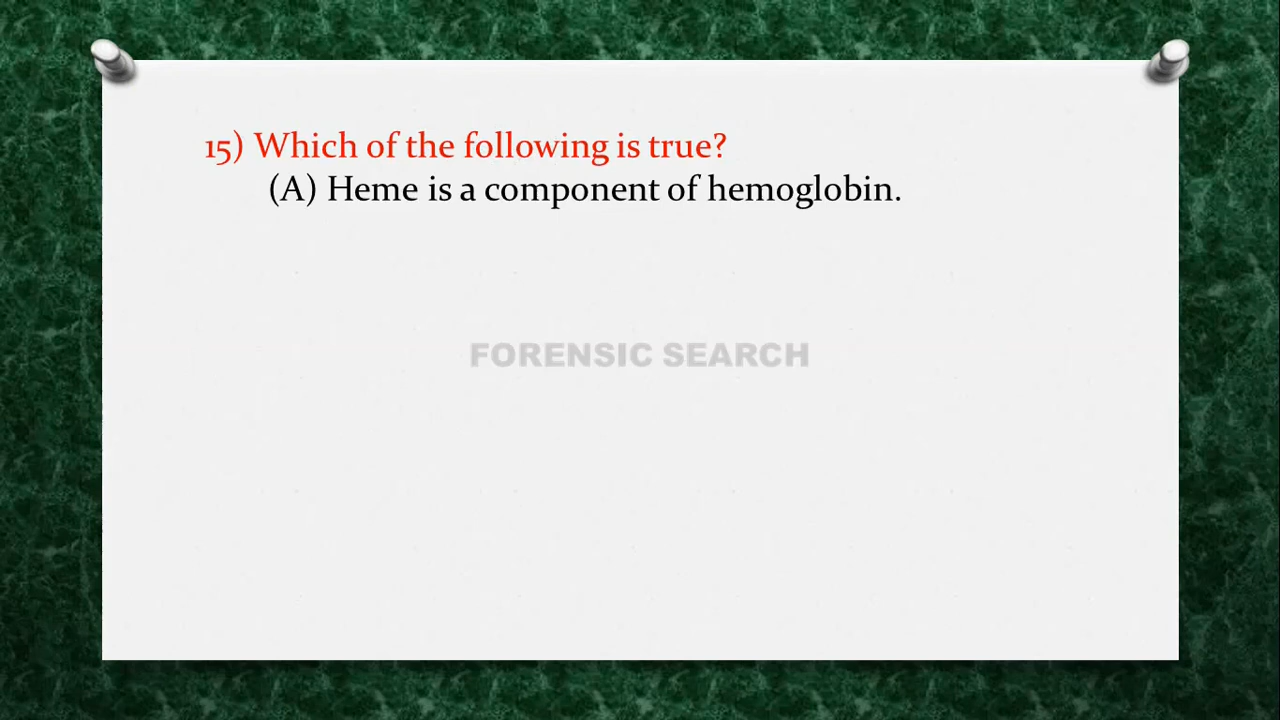 15) Which of the following is true?
(A) Heme is a component of hemoglobin.
FORENSIC SEARCH